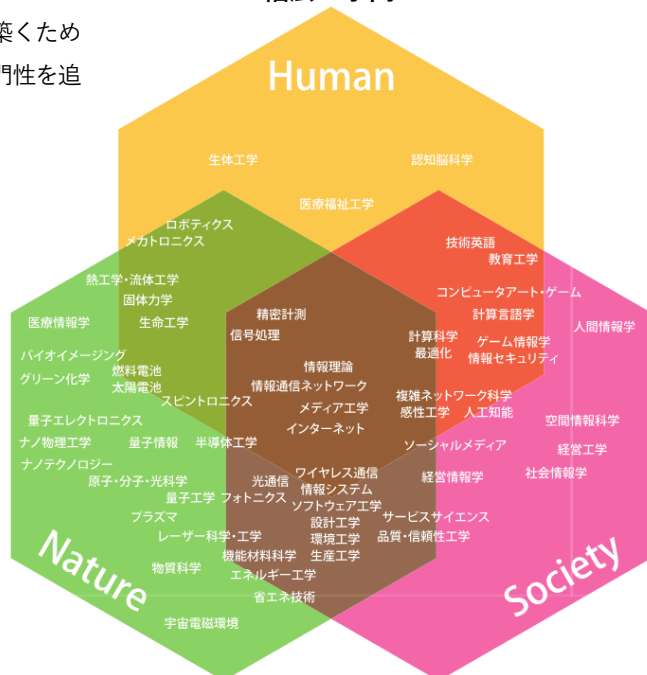 築くため
門性を追
Human
生体工学
認知脳科学
医療福祉工学
ロボティクス
メカトロニクス
技術英語
教育工学
熱工学・流体工学
固体力学
コンピュータアート・ゲーム
医療情報学
生命工学
精密計測
信号処理
計算言語学
人間情報学
計算科学
最適化
ゲーム情報学
情報セキュリティ
バイオイメージング
グリーン化学
燃料電池
太陽電池
情報理論
情報通信ネットワーク
スピントロニクス
メディア工学
複雑ネットワーク科学
感性工学
人工知能
量子エレクトロニクス
インターネット
空間情報科学
ナノ物理工学
量子情報
半導体工学
ソーシャルメディア
経営工学
ナノテクノロジー
原子・分子・光科学
光通信
ワイヤレス通信
経営情報学
社会情報学
量子工学
フォトニクス
情報システム
ソフトウェア工学
プラズマ
設計工学
サービスサイエンス
レーザー科学・工学
環境工学
品質・信頼性工学
機能材料科学
生産工学
物質科学
エネルギー工学
省エネ技術
宇宙電磁環境
Nature
Society